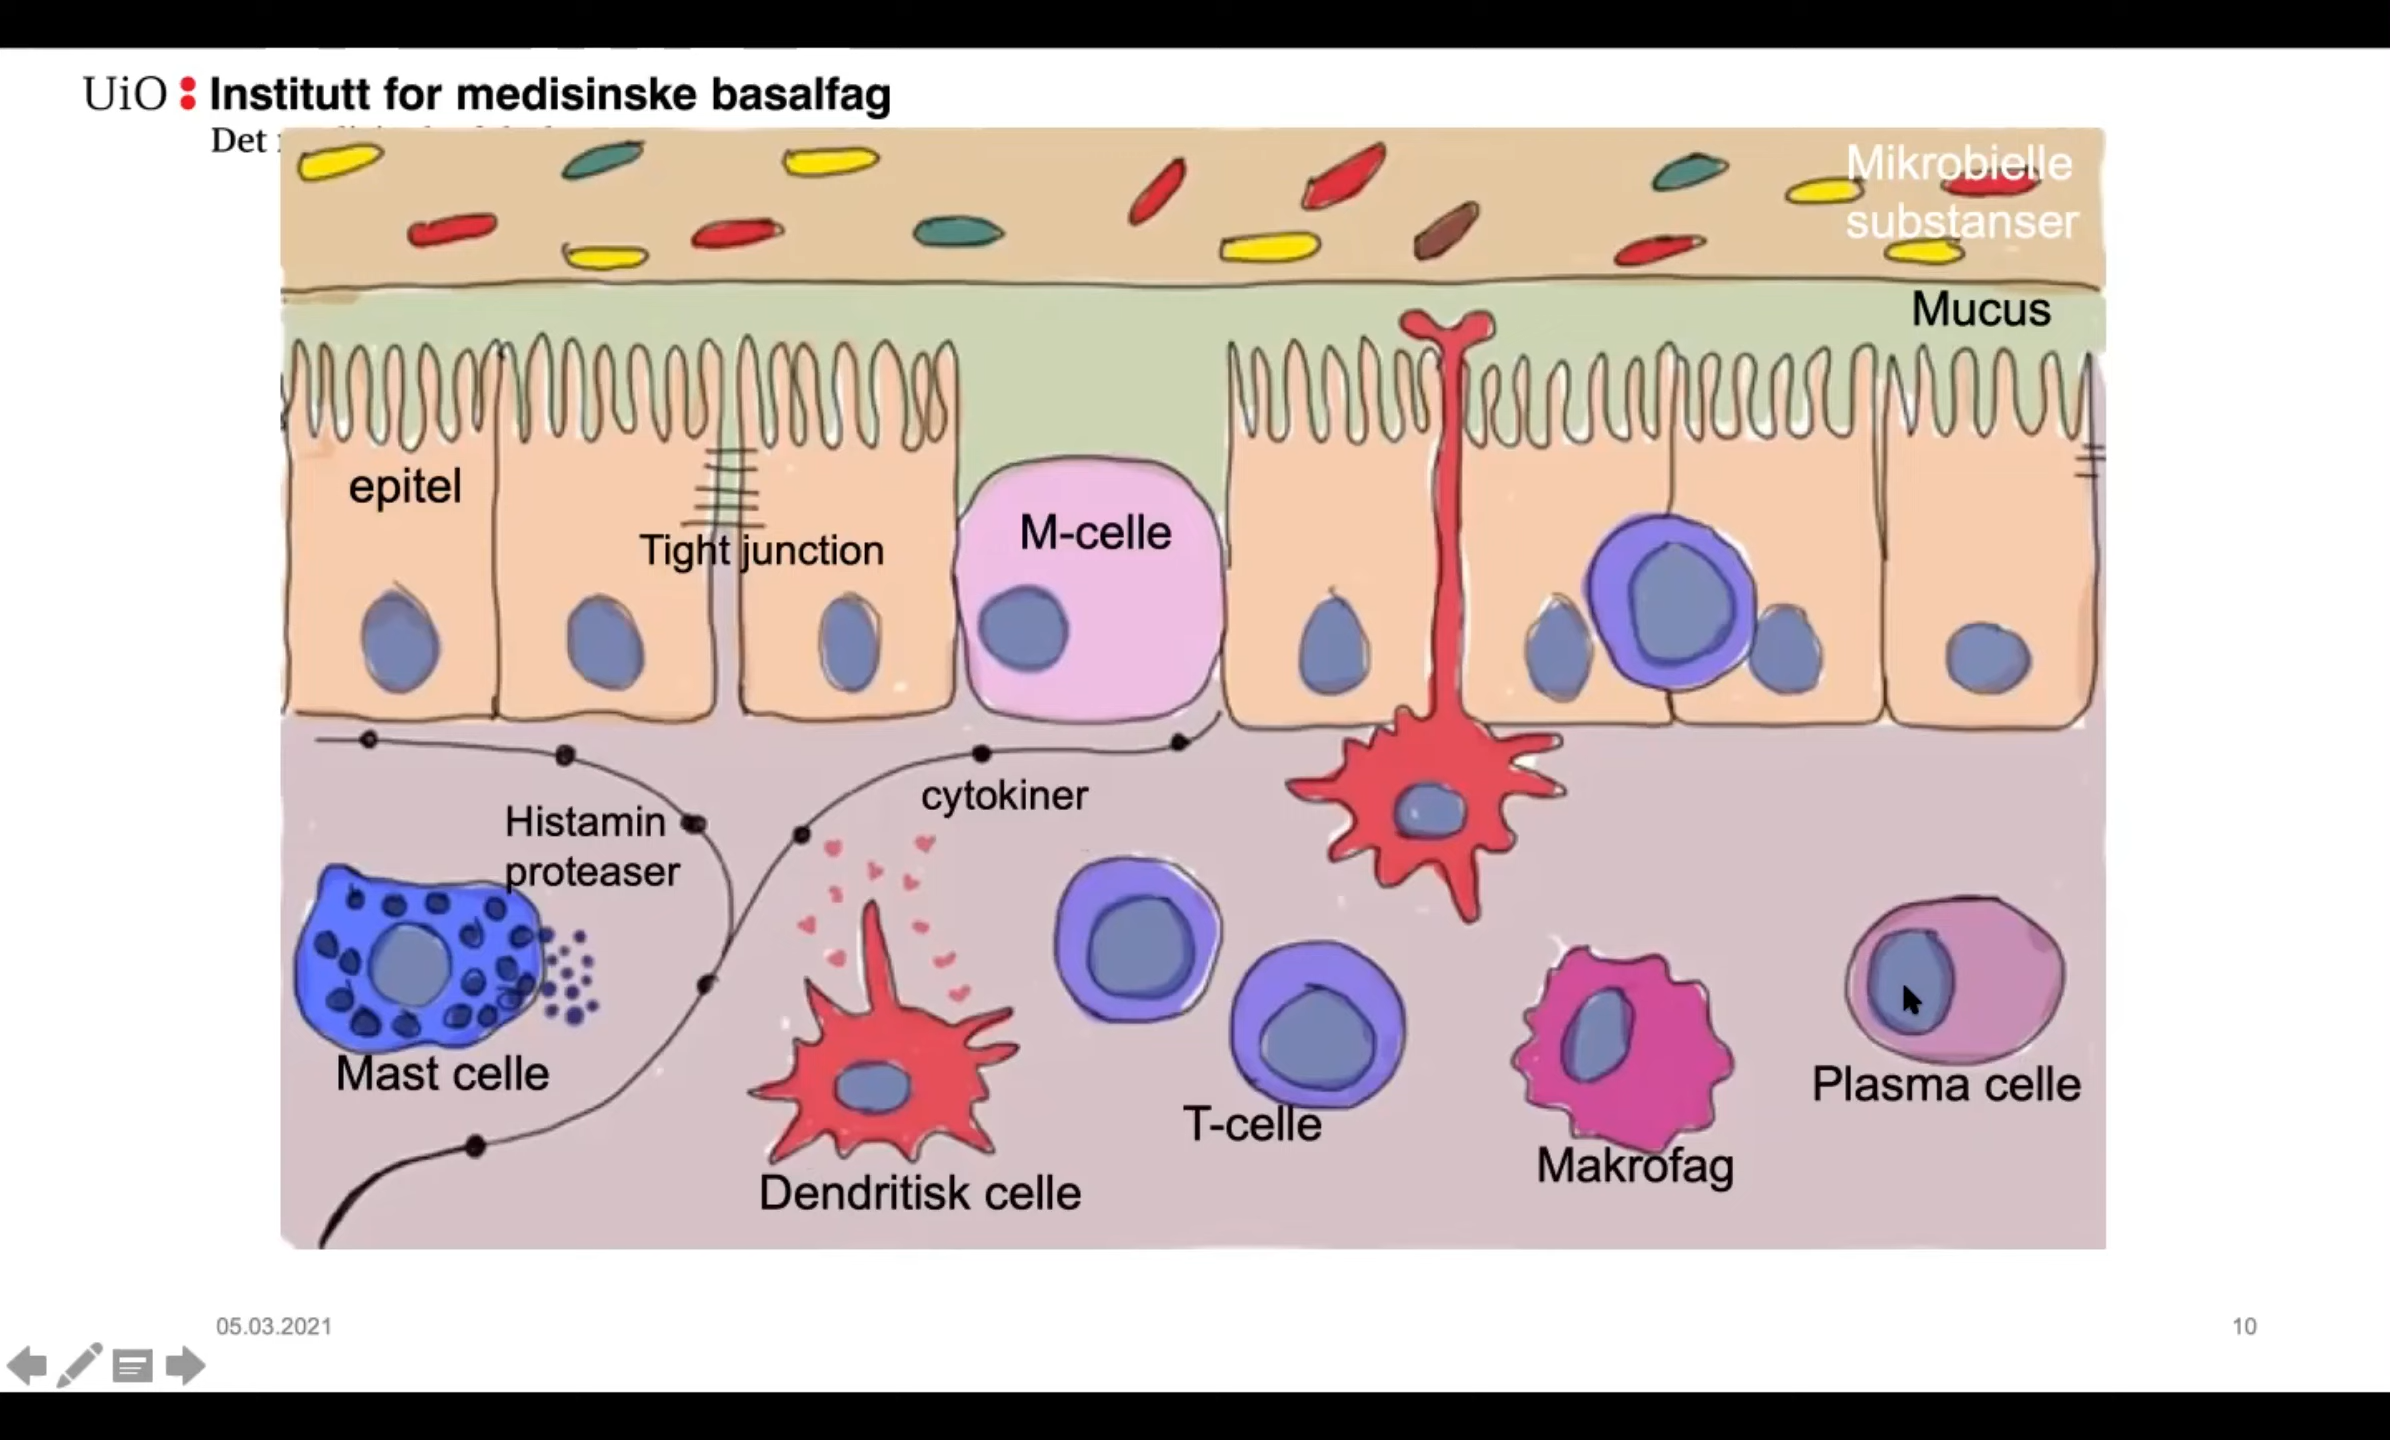 UiO : Institutt for medisinske basalfag
Det
Mikrobielle
substanser
Mucus
epitel
Tight junction
M-celle
cytokiner
Histamin
proteaser
Mast celle
Dendritisk celle
T-celle
Makrofag
Plasma celle
05.03.2021
10